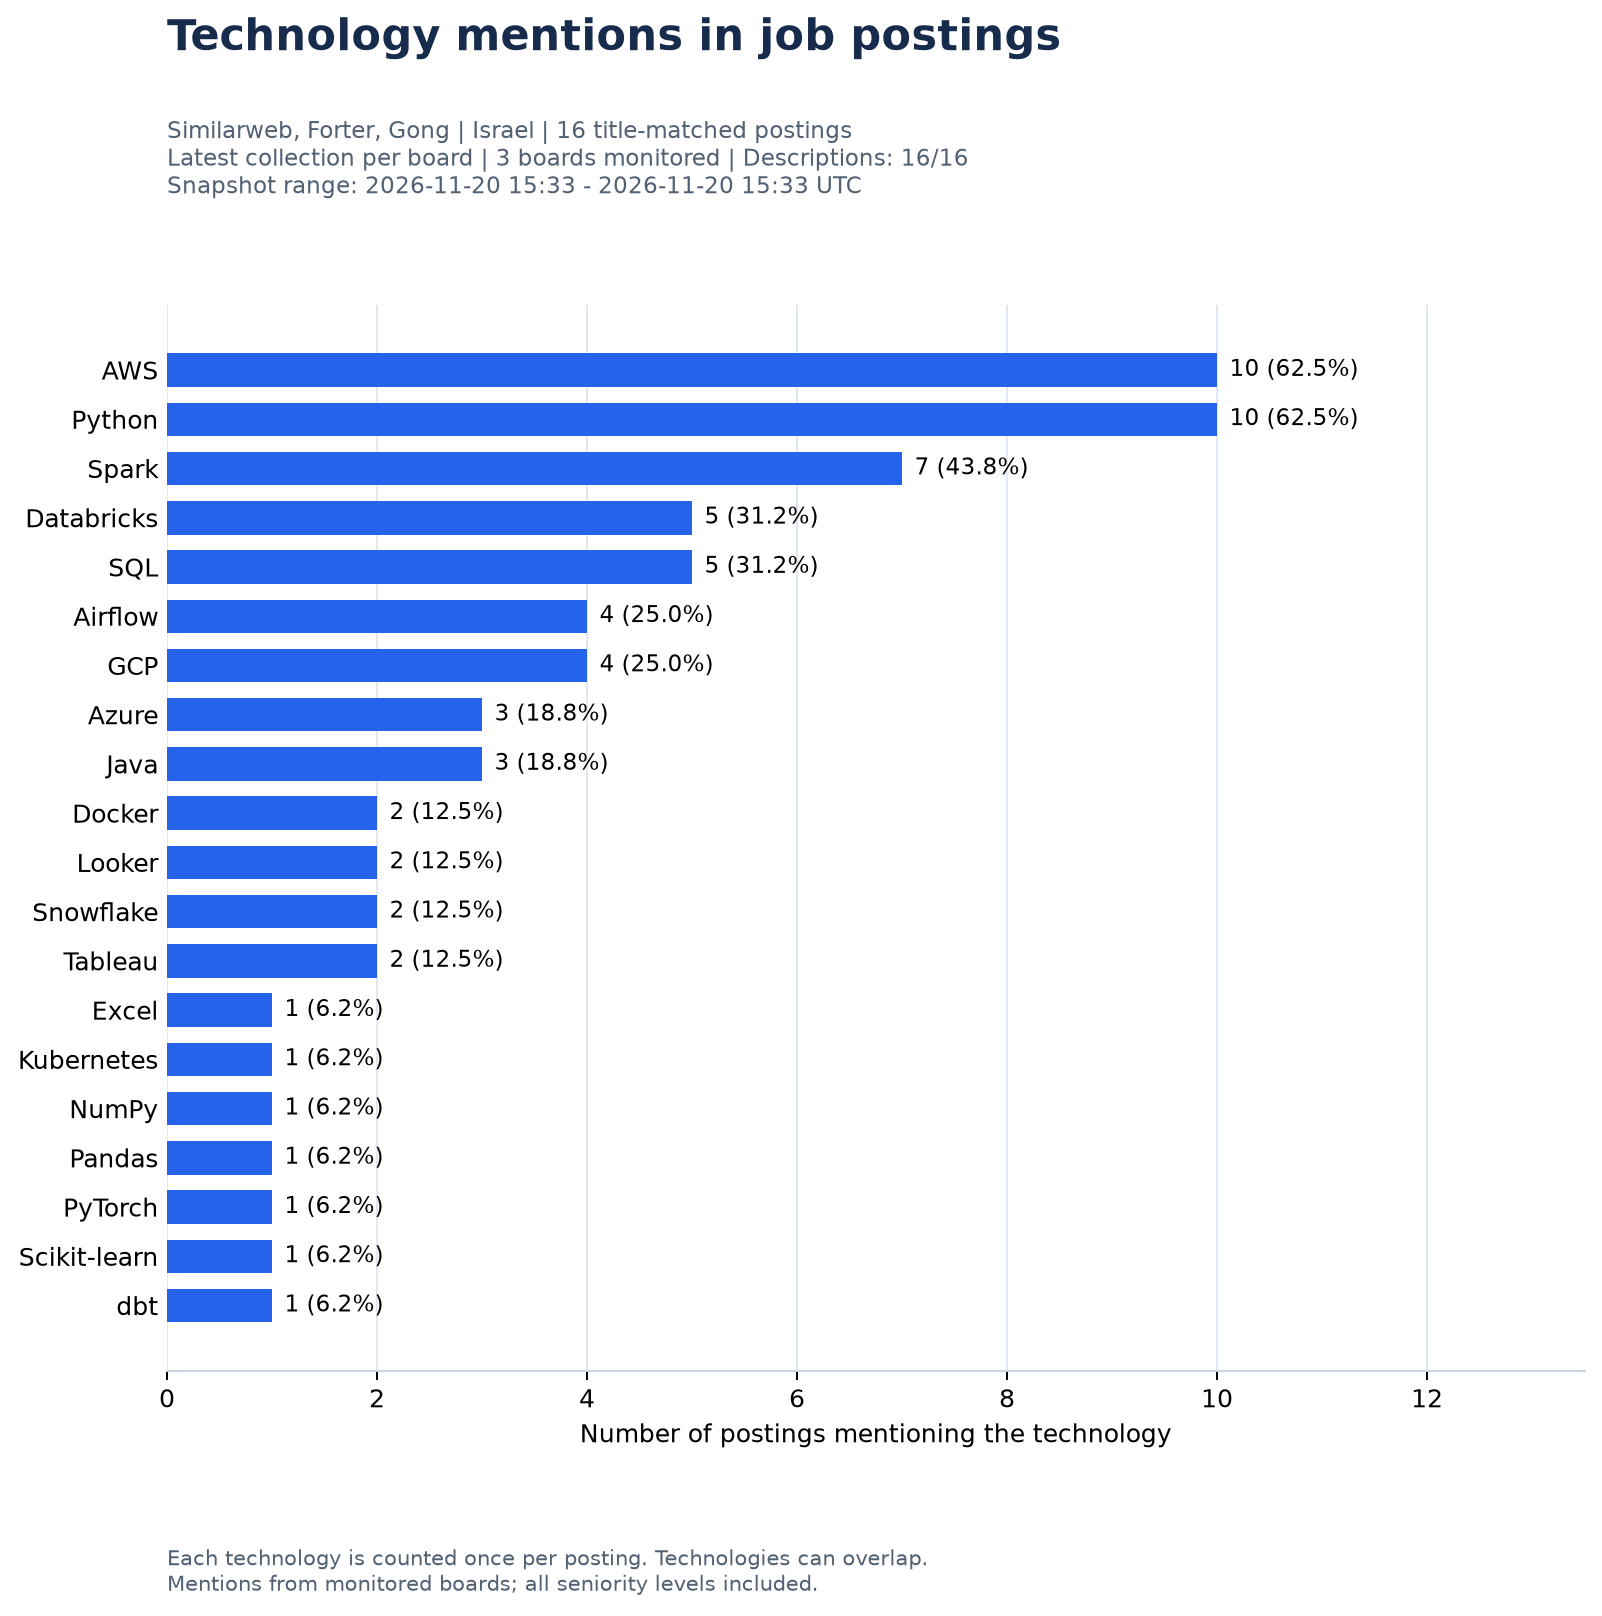 Technology mentions in job postings
Similarweb, Forter, Gong | Israel | 16 title-matched postings
Latest collection per board | 3 boards monitored | Descriptions: 16/16
Snapshot range: 2026-11-20 15:33 - 2026-11-20 15:33 UTC
AWS 10 (62.5%)
Python 10 (62.5%)
Spark 7 (43.8%)
Databricks 5 (31.2%)
SQL 5 (31.2%)
Airflow 4 (25.0%)
GCP 4 (25.0%)
Azure 3 (18.8%)
Java 3 (18.8%)
Docker 2 (12.5%)
Looker 2 (12.5%)
Snowflake 2 (12.5%)
Tableau 2 (12.5%)
Excel 1 (6.2%)
Kubernetes 1 (6.2%)
NumPy 1 (6.2%)
Pandas 1 (6.2%)
PyTorch 1 (6.2%)
Scikit-learn 1 (6.2%)
dbt 1 (6.2%)
0 2 4 6 8 10 12
Number of postings mentioning the technology
Each technology is counted once per posting. Technologies can overlap.
Mentions from monitored boards; all seniority levels included.